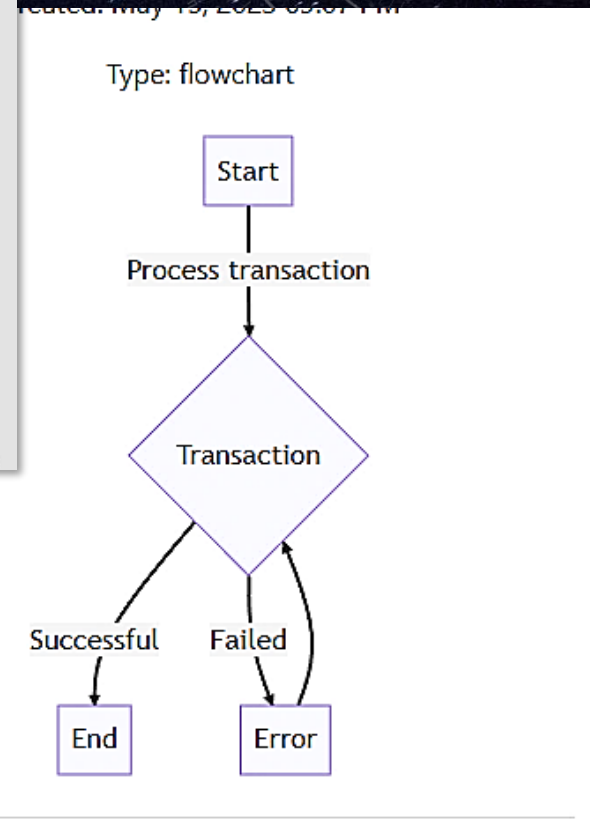 Type: flowchart
Start
Process transaction
Transaction
Successful
Failed
End
Error